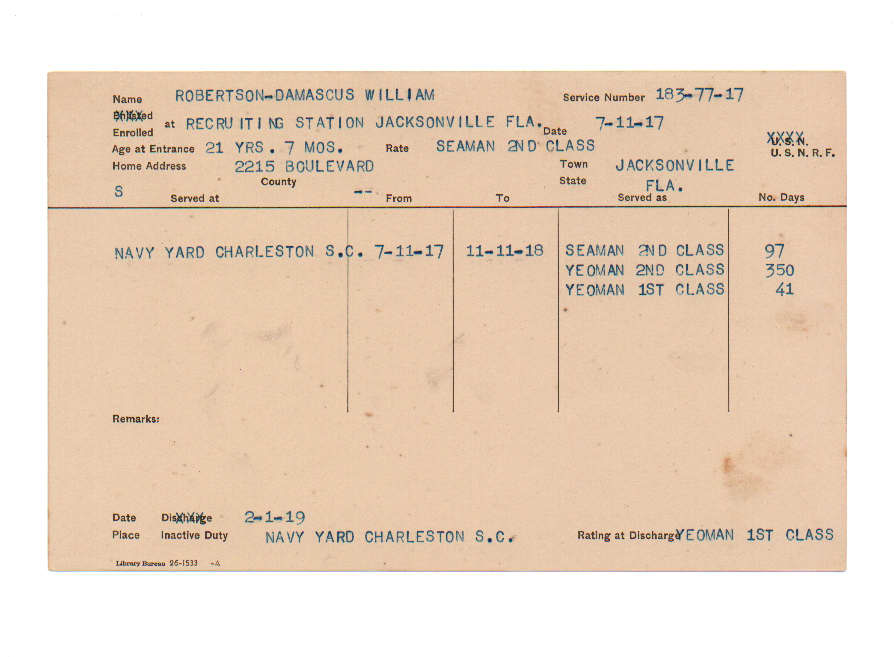 Name ROBERTSON-DAMASCUS WILLIAM Service Number 183-77-17
Enlisted
Enrolled at RECRUITING STATION JACKSONVILLE FLA. Date 7-11-17
Age at Entrance 21 YRS. 7 MOS. Rate SEAMAN 2ND CLASS U. S. N.
U. S. N. R. F.
Home Address 2215 BOULEVARD Town JACKSONVILLE
S County -- State FLA.
Served at From To Served as No. Days
NAVY YARD CHARLESTON S.C. 7-11-17 11-11-18 SEAMAN 2ND CLASS 97
YEOMAN 2ND CLASS 350
YEOMAN 1ST CLASS 41
Remarks:
Date Discharge 2-1-19
Place Inactive Duty NAVY YARD CHARLESTON S.C. Rating at Discharge YEOMAN 1ST CLASS
Library Bureau 26-1533